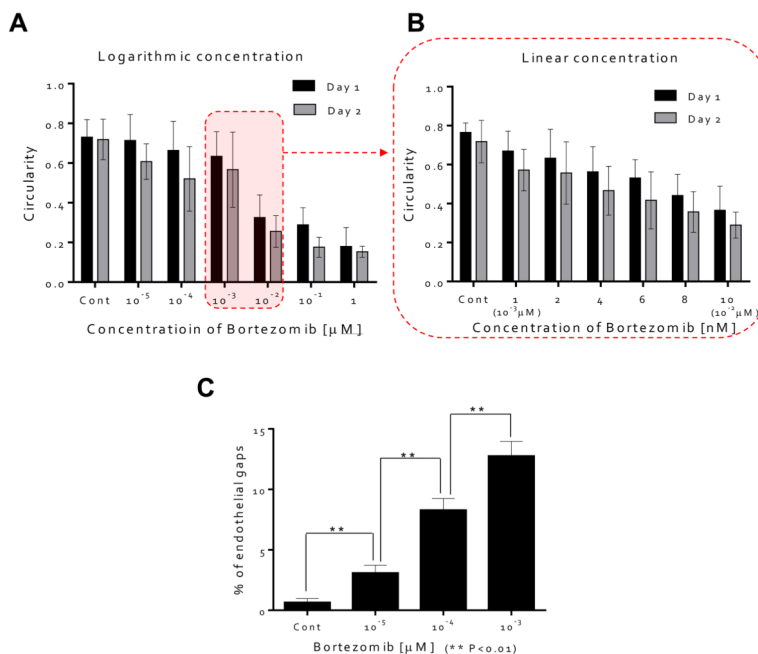 A
Logarithmic concentration
Day 1
Day 2
Circularity
1.0
0.8
0.6
0.4
0.2
0.0
Cont 10⁻⁵ 10⁻⁴ 10⁻³ 10⁻² 10⁻¹ 1
Concentratioin of Bortezomib [µM]
B
Linear concentration
Day 1
Day 2
Circularity
1.0
0.8
0.6
0.4
0.2
0.0
Cont 1 2 4 6 8 10
(10⁻³µM) (10⁻²µM)
Concentration of Bortezomib [nM]
C
% of endothelial gaps
15
10
5
0
**
**
**
Cont 10⁻⁵ 10⁻⁴ 10⁻³
Bortezomib [µM] (** P<0.01)